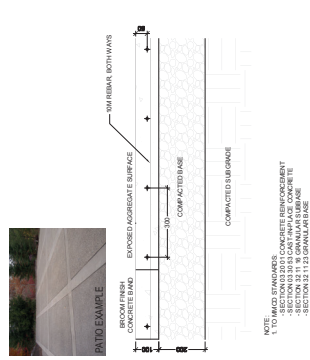 PATIO EXAMPLE
BROOM FINISH
CONCRETE BAND
EXPOSED AGGREGATE SURFACE
10M REBAR, BOTH WAYS
50
100
300
COMPACTED BASE
200
COMPACTED SUBGRADE
NOTE:
1. TO MMCD STANDARDS:
-SECTION 03 20 01 CONCRETE REINFORCEMENT
-SECTION 03 30 53 CAST-IN-PLACE CONCRETE
-SECTION 32 11 16 GRANULAR SUBBASE
-SECTION 32 11 23 GRANULAR BASE